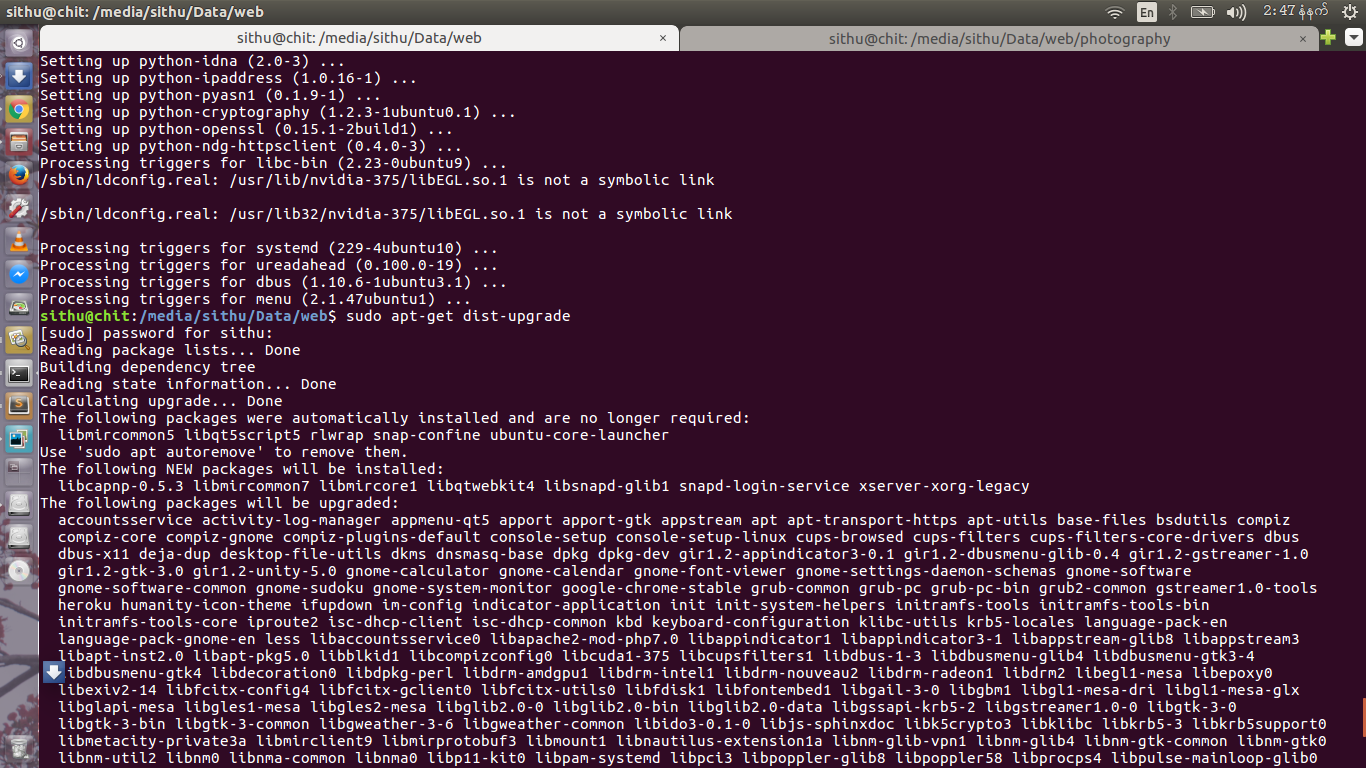 sithu@chit: /media/sithu/Data/web
En
2:47နံနက်
sithu@chit: /media/sithu/Data/web ×
sithu@chit: /media/sithu/Data/web/photography ×
Setting up python-idna (2.0-3) ...
Setting up python-ipaddress (1.0.16-1) ...
Setting up python-pyasn1 (0.1.9-1) ...
Setting up python-cryptography (1.2.3-1ubuntu0.1) ...
Setting up python-openssl (0.15.1-2build1) ...
Setting up python-ndg-httpsclient (0.4.0-3) ...
Processing triggers for libc-bin (2.23-0ubuntu9) ...
/sbin/ldconfig.real: /usr/lib/nvidia-375/libEGL.so.1 is not a symbolic link
/sbin/ldconfig.real: /usr/lib32/nvidia-375/libEGL.so.1 is not a symbolic link
Processing triggers for systemd (229-4ubuntu10) ...
Processing triggers for ureadahead (0.100.0-19) ...
Processing triggers for dbus (1.10.6-1ubuntu3.1) ...
Processing triggers for menu (2.1.47ubuntu1) ...
sithu@chit:/media/sithu/Data/web$ sudo apt-get dist-upgrade
[sudo] password for sithu:
Reading package lists... Done
Building dependency tree
Reading state information... Done
Calculating upgrade... Done
The following packages were automatically installed and are no longer required:
libmircommon5 libqt5script5 rlwrap snap-confine ubuntu-core-launcher
Use 'sudo apt autoremove' to remove them.
The following NEW packages will be installed:
libcapnp-0.5.3 libmircommon7 libmircore1 libqtwebkit4 libsnapd-glib1 snapd-login-service xserver-xorg-legacy
The following packages will be upgraded:
accountsservice activity-log-manager appmenu-qt5 apport apport-gtk appstream apt apt-transport-https apt-utils base-files bsdutils compiz
compiz-core compiz-gnome compiz-plugins-default console-setup console-setup-linux cups-browsed cups-filters cups-filters-core-drivers dbus
dbus-x11 deja-dup desktop-file-utils dkms dnsmasq-base dpkg dpkg-dev gir1.2-appindicator3-0.1 gir1.2-dbusmenu-glib-0.4 gir1.2-gstreamer-1.0
gir1.2-gtk-3.0 gir1.2-unity-5.0 gnome-calculator gnome-calendar gnome-font-viewer gnome-settings-daemon-schemas gnome-software
gnome-software-common gnome-sudoku gnome-system-monitor google-chrome-stable grub-common grub-pc grub-pc-bin grub2-common gstreamer1.0-tools
heroku humanity-icon-theme ifupdown im-config indicator-application init init-system-helpers initramfs-tools initramfs-tools-bin
initramfs-tools-core iproute2 isc-dhcp-client isc-dhcp-common kbd keyboard-configuration klibc-utils krb5-locales language-pack-en
language-pack-gnome-en less libaccountsservice0 libapache2-mod-php7.0 libappindicator1 libappindicator3-1 libappstream-glib8 libappstream3
libapt-inst2.0 libapt-pkg5.0 libblkid1 libcompizconfig0 libcuda1-375 libcupsfilters1 libdbus-1-3 libdbusmenu-glib4 libdbusmenu-gtk3-4
libdbusmenu-gtk4 libdecoration0 libdpkg-perl libdrm-amdgpu1 libdrm-intel1 libdrm-nouveau2 libdrm-radeon1 libdrm2 libegl1-mesa libepoxy0
libexiv2-14 libfcitx-config4 libfcitx-gclient0 libfcitx-utils0 libfdisk1 libfontembed1 libgail-3-0 libgbm1 libgl1-mesa-dri libgl1-mesa-glx
libglapi-mesa libgles1-mesa libgles2-mesa libglib2.0-0 libglib2.0-bin libglib2.0-data libgssapi-krb5-2 libgstreamer1.0-0 libgtk-3-0
libgtk-3-bin libgtk-3-common libgweather-3-6 libgweather-common libido3-0.1-0 libjs-sphinxdoc libk5crypto3 libklibc libkrb5-3 libkrb5support0
libmetacity-private3a libmirclient9 libmirprotobuf3 libmount1 libnautilus-extension1a libnm-glib-vpn1 libnm-glib4 libnm-gtk-common libnm-gtk0
libnm-util2 libnm0 libnma-common libnma0 libp11-kit0 libpam-systemd libpci3 libpoppler-glib8 libpoppler58 libprocps4 libpulse-mainloop-glib0